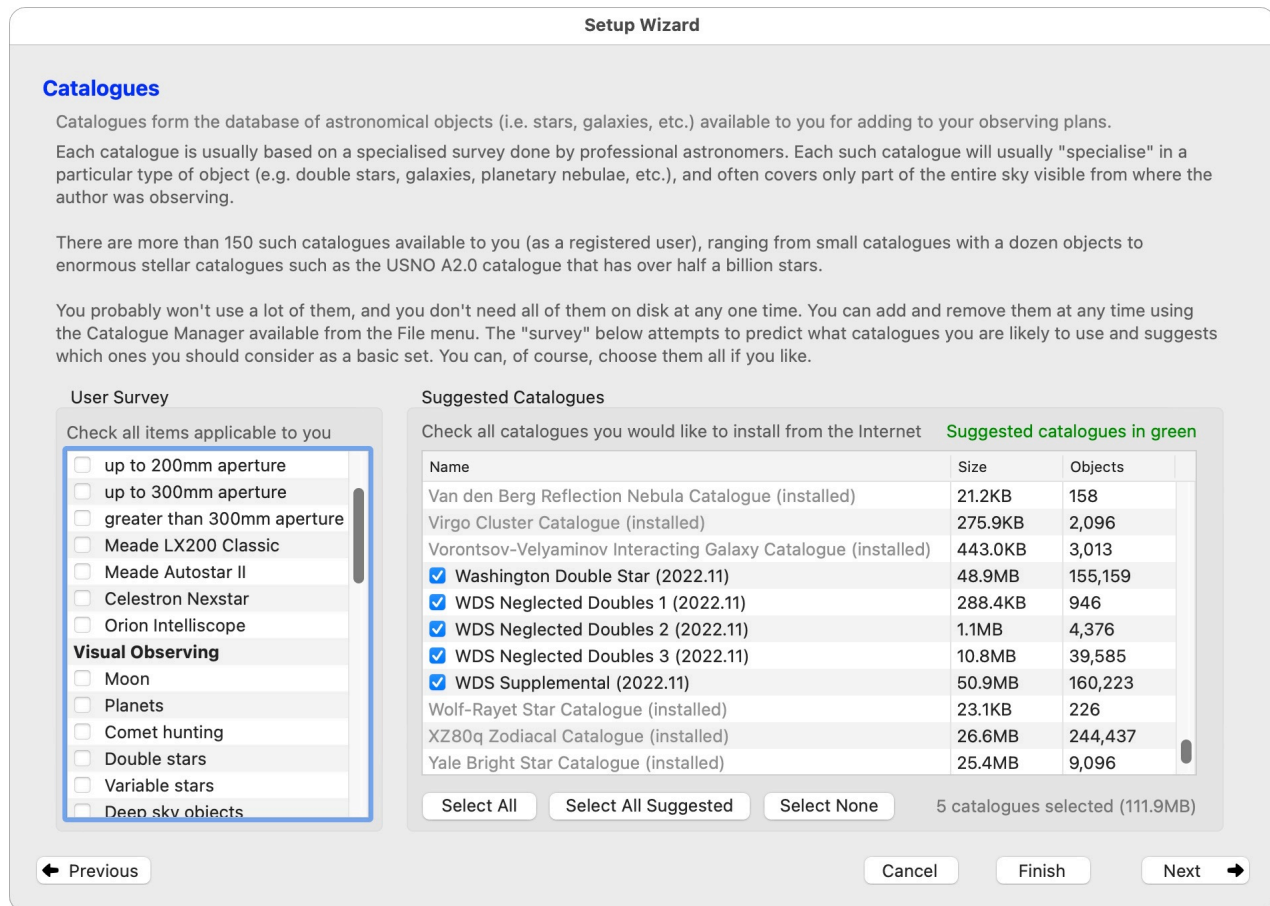 Setup Wizard
Catalogues
Catalogues form the database of astronomical objects (i.e. stars, galaxies, etc.) available to you for adding to your observing plans.
Each catalogue is usually based on a specialised survey done by professional astronomers. Each such catalogue will usually "specialise" in a
particular type of object (e.g. double stars, galaxies, planetary nebulae, etc.), and often covers only part of the entire sky visible from where the
author was observing.
There are more than 150 such catalogues available to you (as a registered user), ranging from small catalogues with a dozen objects to
enormous stellar catalogues such as the USNO A2.0 catalogue that has over half a billion stars.
You probably won't use a lot of them, and you don't need all of them on disk at any one time. You can add and remove them at any time using
the Catalogue Manager available from the File menu. The "survey" below attempts to predict what catalogues you are likely to use and suggests
which ones you should consider as a basic set. You can, of course, choose them all if you like.
User Survey
Check all items applicable to you
up to 200mm aperture
up to 300mm aperture
greater than 300mm aperture
Meade LX200 Classic
Meade Autostar II
Celestron Nexstar
Orion Intelliscope
Visual Observing
Moon
Planets
Comet hunting
Double stars
Variable stars
Deep sky objects
Suggested Catalogues
Check all catalogues you would like to install from the Internet Suggested catalogues in green
Name Size Objects
Van den Berg Reflection Nebula Catalogue (installed) 21.2KB 158
Virgo Cluster Catalogue (installed) 275.9KB 2,096
Vorontsov-Velyaminov Interacting Galaxy Catalogue (installed) 443.0KB 3,013
Washington Double Star (2022.11) 48.9MB 155,159
WDS Neglected Doubles 1 (2022.11) 288.4KB 946
WDS Neglected Doubles 2 (2022.11) 1.1MB 4,376
WDS Neglected Doubles 3 (2022.11) 10.8MB 39,585
WDS Supplemental (2022.11) 50.9MB 160,223
Wolf-Rayet Star Catalogue (installed) 23.1KB 226
XZ80q Zodiacal Catalogue (installed) 26.6MB 244,437
Yale Bright Star Catalogue (installed) 25.4MB 9,096
Select All Select All Suggested Select None 5 catalogues selected (111.9MB)
Previous Cancel Finish Next